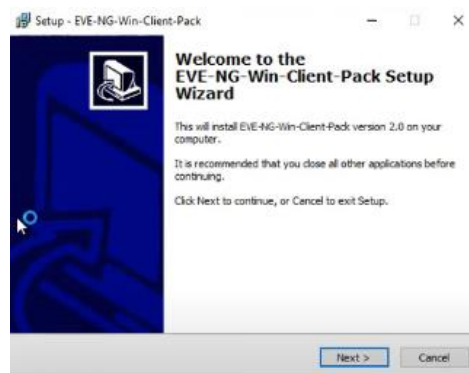 Setup - EVE-NG-Win-Client-Pack
Welcome to the
EVE-NG-Win-Client-Pack Setup
Wizard
This will install EVE-NG-Win-Client-Pack version 2.0 on your
computer.
It is recommended that you close all other applications before
continuing.
Click Next to continue, or Cancel to exit Setup.
Next >
Cancel